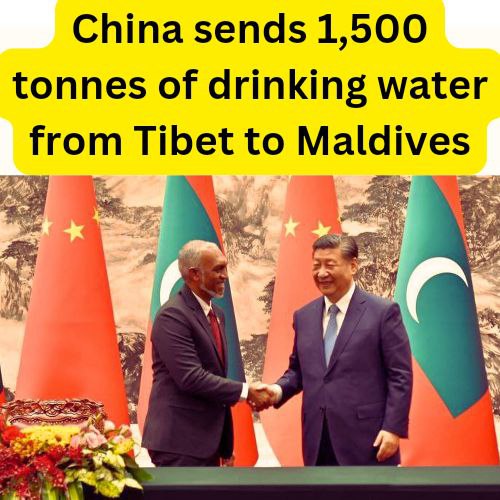 China sends 1,500
tonnes of drinking water
from Tibet to Maldives